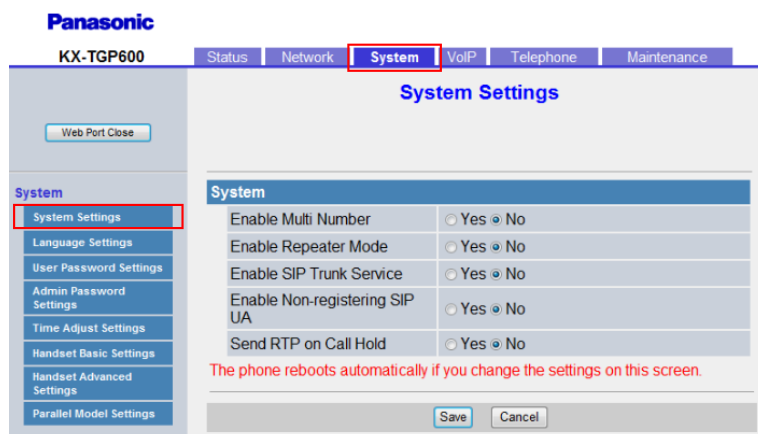 Panasonic
KX-TGP600
Status Network System VoIP Telephone Maintenance
System Settings
Web Port Close
System
System Settings
Language Settings
User Password Settings
Admin Password
Settings
Time Adjust Settings
Handset Basic Settings
Handset Advanced
Settings
Parallel Model Settings
System
Enable Multi Number Yes No
Enable Repeater Mode Yes No
Enable SIP Trunk Service Yes No
Enable Non-registering SIP
UA Yes No
Send RTP on Call Hold Yes No
The phone reboots automatically if you change the settings on this screen.
Save Cancel